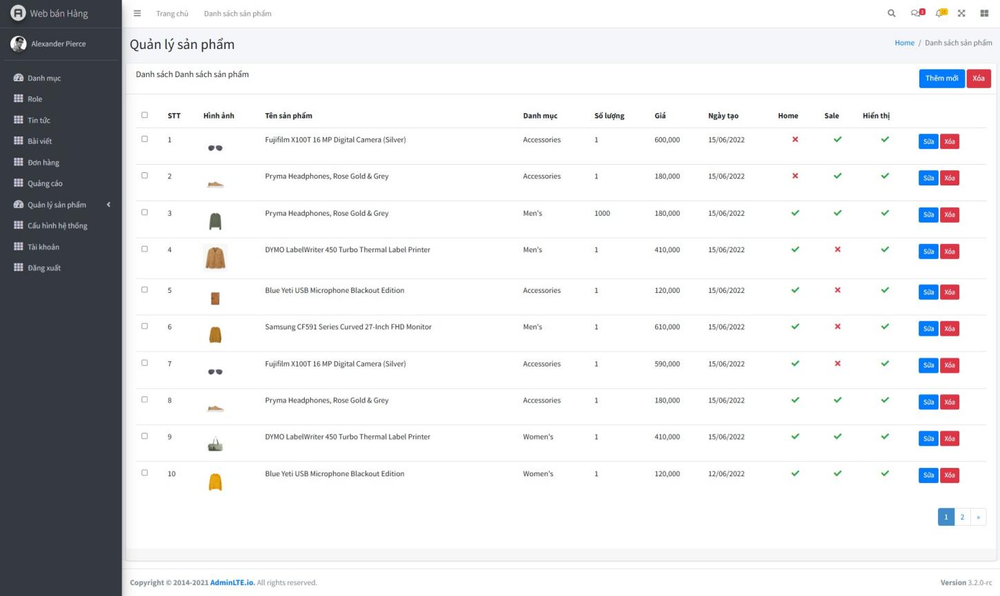 Web bán Hàng
Trang chủ Danh sách sản phẩm
3
15
Alexander Pierce
Danh mục
Role
Tin tức
Bài viết
Đơn hàng
Quảng cáo
Quản lý sản phẩm
Cấu hình hệ thống
Tài khoản
Đăng xuất
Quản lý sản phẩm
Home / Danh sách sản phẩm
Danh sách Danh sách sản phẩm
Thêm mới Xóa
STT Hình ảnh Tên sản phẩm Danh mục Số lượng Giá Ngày tạo Home Sale Hiển thị
1 Fujifilm X100T 16 MP Digital Camera (Silver) Accessories 1 600,000 15/06/2022 Sửa Xóa
2 Pryma Headphones, Rose Gold & Grey Accessories 1 180,000 15/06/2022 Sửa Xóa
3 Pryma Headphones, Rose Gold & Grey Men's 1000 180,000 15/06/2022 Sửa Xóa
4 DYMO LabelWriter 450 Turbo Thermal Label Printer Men's 1 410,000 15/06/2022 Sửa Xóa
5 Blue Yeti USB Microphone Blackout Edition Accessories 1 120,000 15/06/2022 Sửa Xóa
6 Samsung CF591 Series Curved 27-Inch FHD Monitor Men's 1 610,000 15/06/2022 Sửa Xóa
7 Fujifilm X100T 16 MP Digital Camera (Silver) Accessories 1 590,000 15/06/2022 Sửa Xóa
8 Pryma Headphones, Rose Gold & Grey Accessories 1 180,000 15/06/2022 Sửa Xóa
9 DYMO LabelWriter 450 Turbo Thermal Label Printer Women's 1 410,000 15/06/2022 Sửa Xóa
10 Blue Yeti USB Microphone Blackout Edition Women's 1 120,000 12/06/2022 Sửa Xóa
1 2 »
Copyright © 2014-2021 AdminLTE.io. All rights reserved.
Version 3.2.0-rc